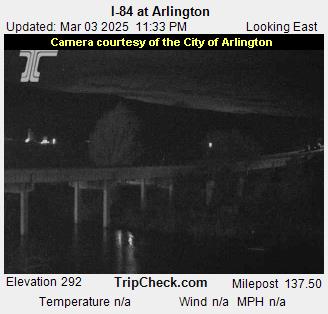 I-84 at Arlington
Updated: Mar 03 2025 11:33 PM Looking East
Camera courtesy of the City of Arlington
Elevation 292 TripCheck.com Milepost 137.50
Temperature n/a Wind n/a MPH n/a